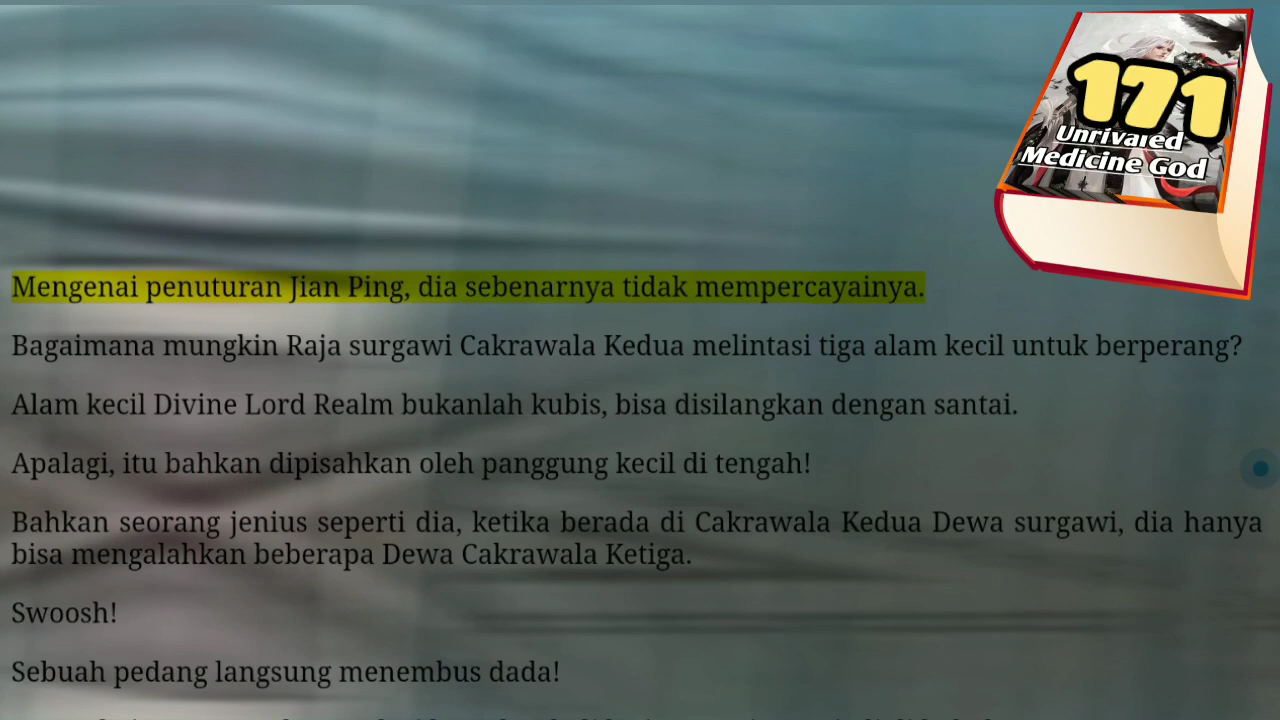 171
Unrivaled
Medicine God
Mengenai penuturan Jian Ping, dia sebenarnya tidak mempercayainya.
Bagaimana mungkin Raja surgawi Cakrawala Kedua melintasi tiga alam kecil untuk berperang?
Alam kecil Divine Lord Realm bukanlah kubis, bisa disilangkan dengan santai.
Apalagi, itu bahkan dipisahkan oleh panggung kecil di tengah!
Bahkan seorang jenius seperti dia, ketika berada di Cakrawala Kedua Dewa surgawi, dia hanya
bisa mengalahkan beberapa Dewa Cakrawala Ketiga.
Swoosh!
Sebuah pedang langsung menembus dada!